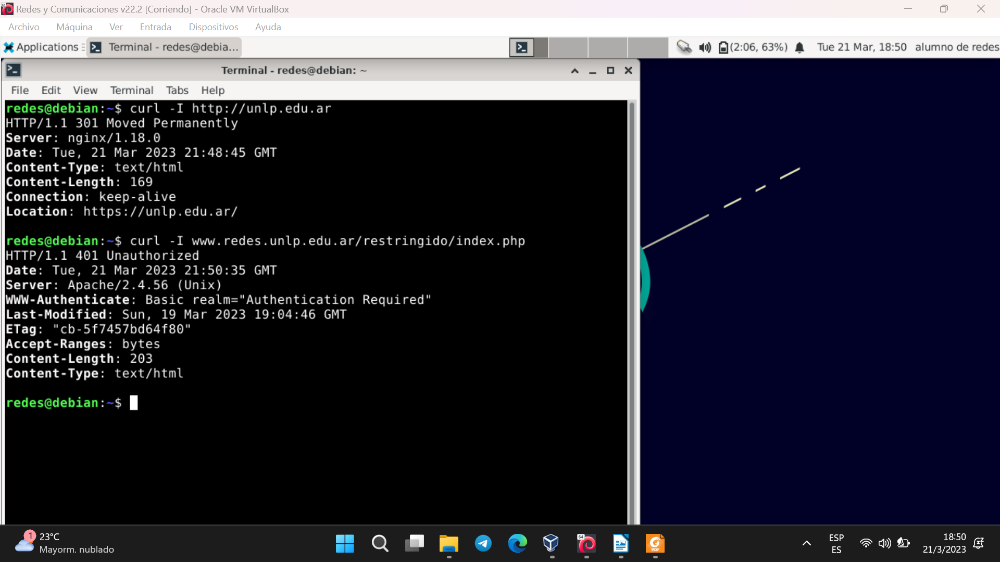 Redes y Comunicaciones v22.2 [Corriendo] - Oracle VM VirtualBox
Archivo Máquina Ver Entrada Dispositivos Ayuda
Applications Terminal - redes@debia... (2:06, 63%) Tue 21 Mar, 18:50 alumno de redes
Terminal - redes@debian: ~
File Edit View Terminal Tabs Help
redes@debian:~$ curl -I http://unlp.edu.ar
HTTP/1.1 301 Moved Permanently
Server: nginx/1.18.0
Date: Tue, 21 Mar 2023 21:48:45 GMT
Content-Type: text/html
Content-Length: 169
Connection: keep-alive
Location: https://unlp.edu.ar/
redes@debian:~$ curl -I www.redes.unlp.edu.ar/restringido/index.php
HTTP/1.1 401 Unauthorized
Date: Tue, 21 Mar 2023 21:50:35 GMT
Server: Apache/2.4.56 (Unix)
WWW-Authenticate: Basic realm="Authentication Required"
Last-Modified: Sun, 19 Mar 2023 19:04:46 GMT
ETag: "cb-5f7457bd64f80"
Accept-Ranges: bytes
Content-Length: 203
Content-Type: text/html
redes@debian:~$
1 23°C
Mayorm. nublado
64
PDF
ESP
ES
18:50
21/3/2023